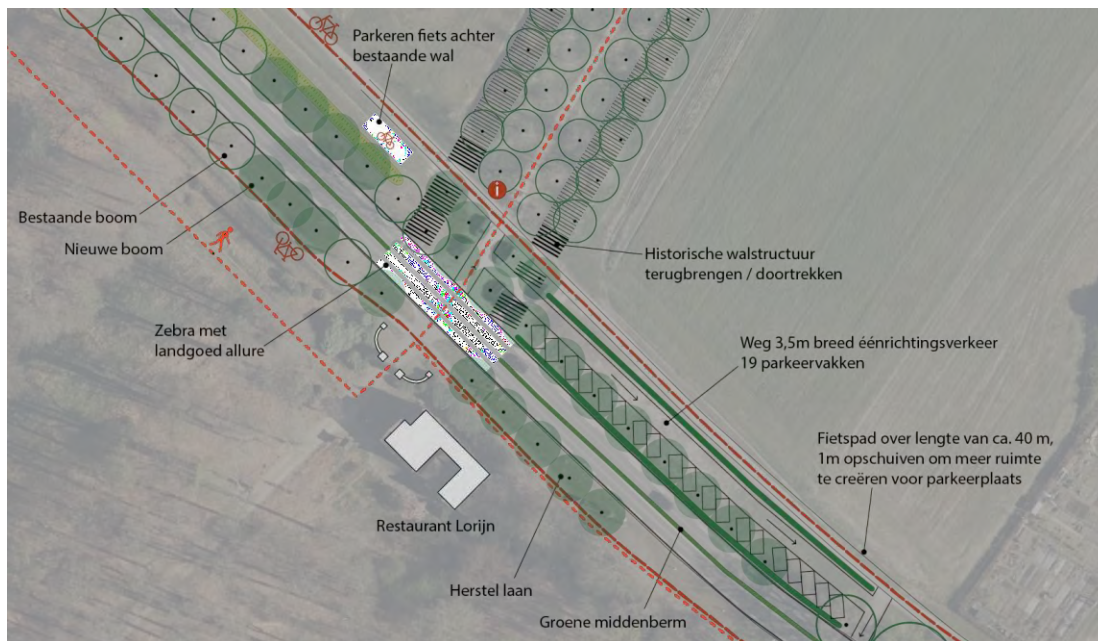 Parkeren fiets achter
bestaande wal
i
Bestaande boom
Nieuwe boom
Historische walstructuur
terugbrengen / doortrekken
Zebra met
landgoed allure
Weg 3,5m breed éénrichtingsverkeer
19 parkeervakken
Fietspad over lengte van ca. 40 m,
1m opschuiven om meer ruimte
te creëren voor parkeerplaats
Restaurant Lorijn
Herstel laan
Groene middenberm